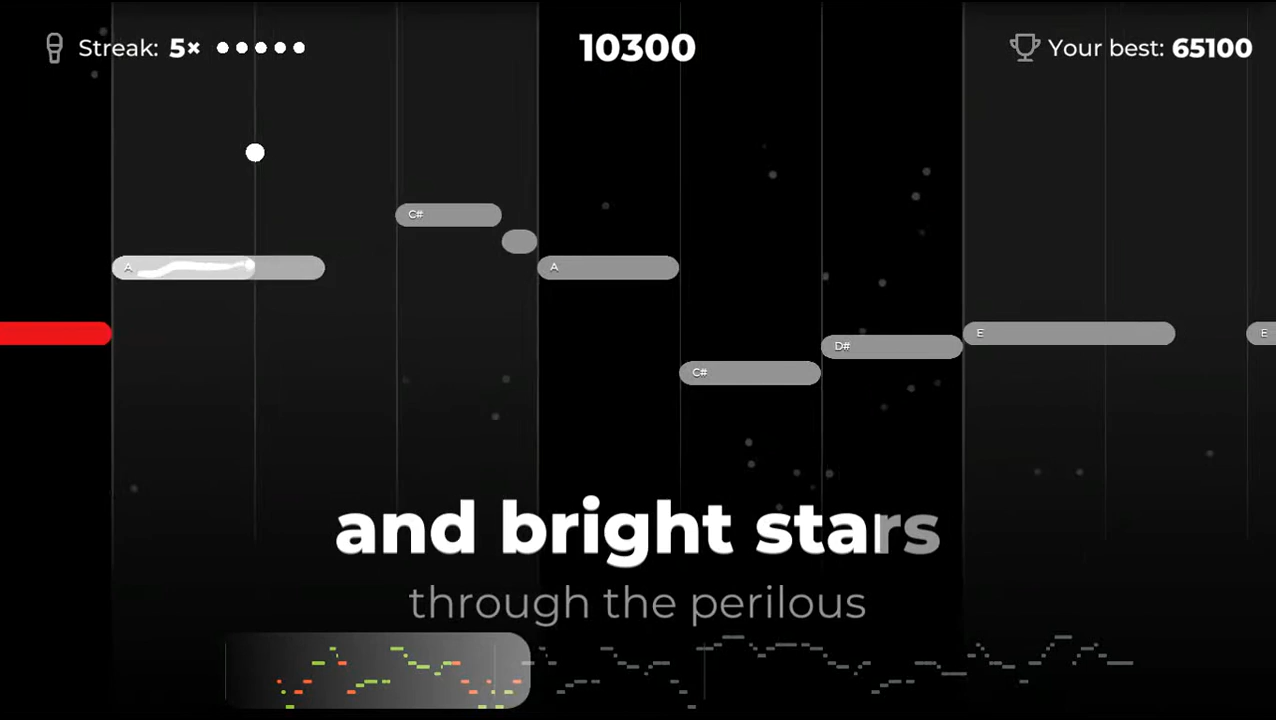 Streak: 5× 10300 Your best: 65100
C#
A A
E E
D#
C#
and bright stars
through the perilous